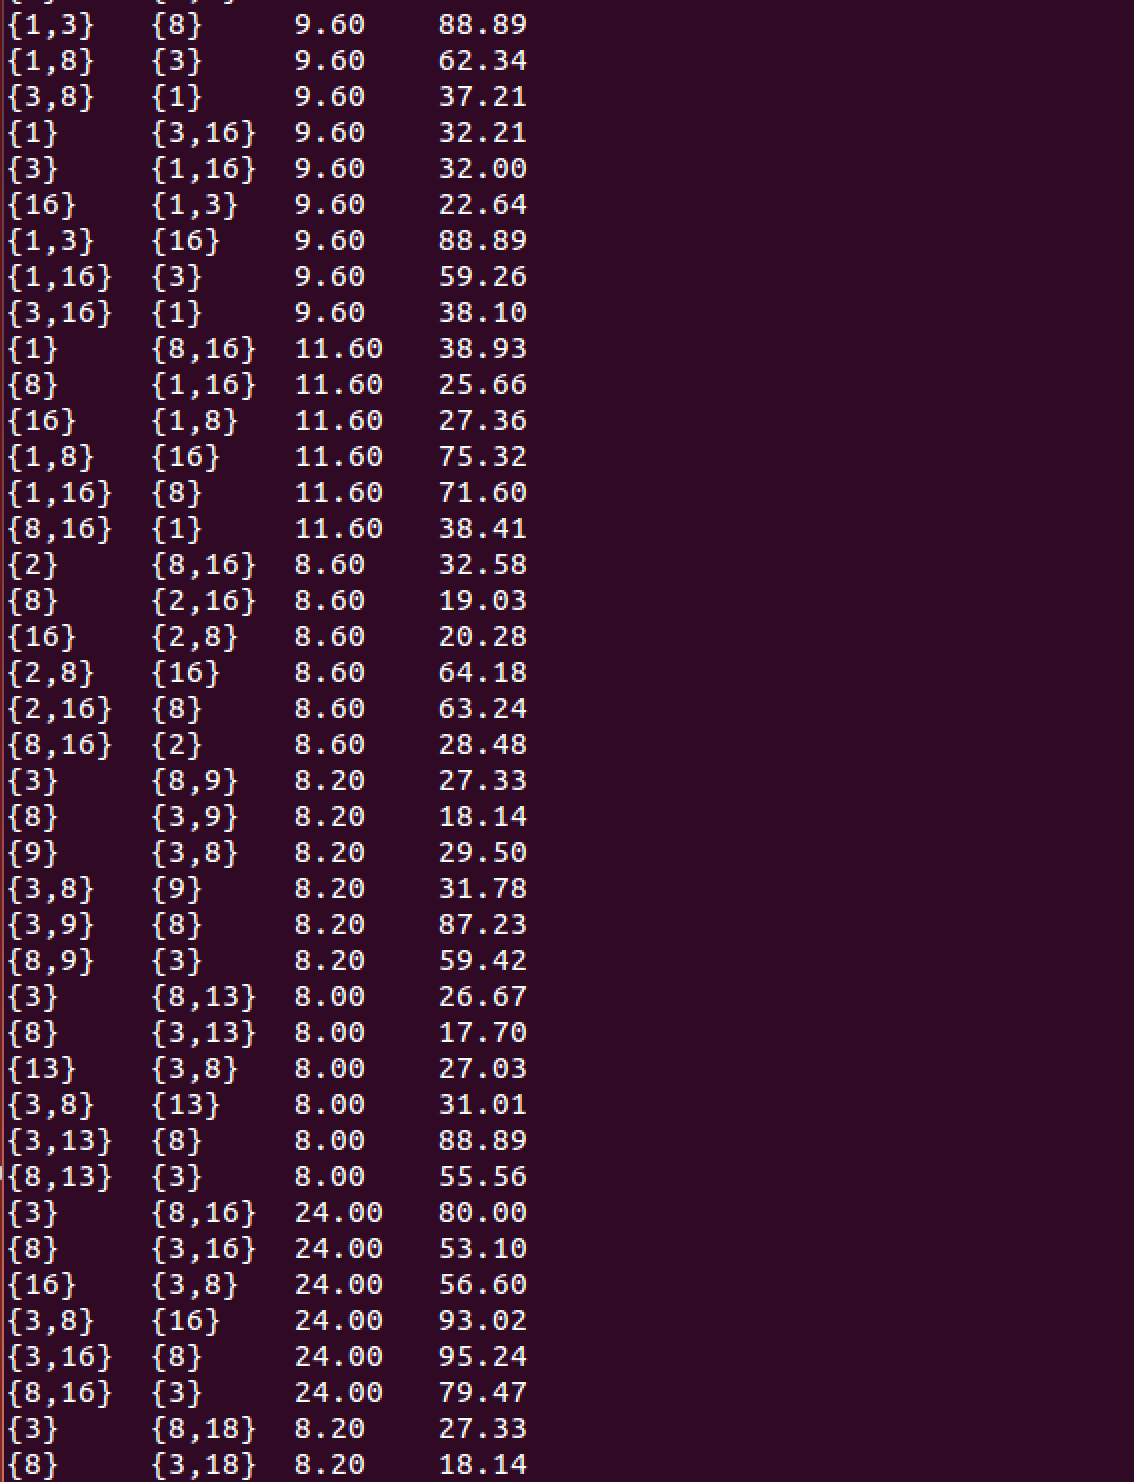 {1,3} {8} 9.60 88.89
{1,8} {3} 9.60 62.34
{3,8} {1} 9.60 37.21
{1} {3,16} 9.60 32.21
{3} {1,16} 9.60 32.00
{16} {1,3} 9.60 22.64
{1,3} {16} 9.60 88.89
{1,16} {3} 9.60 59.26
{3,16} {1} 9.60 38.10
{1} {8,16} 11.60 38.93
{8} {1,16} 11.60 25.66
{16} {1,8} 11.60 27.36
{1,8} {16} 11.60 75.32
{1,16} {8} 11.60 71.60
{8,16} {1} 11.60 38.41
{2} {8,16} 8.60 32.58
{8} {2,16} 8.60 19.03
{16} {2,8} 8.60 20.28
{2,8} {16} 8.60 64.18
{2,16} {8} 8.60 63.24
{8,16} {2} 8.60 28.48
{3} {8,9} 8.20 27.33
{8} {3,9} 8.20 18.14
{9} {3,8} 8.20 29.50
{3,8} {9} 8.20 31.78
{3,9} {8} 8.20 87.23
{8,9} {3} 8.20 59.42
{3} {8,13} 8.00 26.67
{8} {3,13} 8.00 17.70
{13} {3,8} 8.00 27.03
{3,8} {13} 8.00 31.01
{3,13} {8} 8.00 88.89
{8,13} {3} 8.00 55.56
{3} {8,16} 24.00 80.00
{8} {3,16} 24.00 53.10
{16} {3,8} 24.00 56.60
{3,8} {16} 24.00 93.02
{3,16} {8} 24.00 95.24
{8,16} {3} 24.00 79.47
{3} {8,18} 8.20 27.33
{8} {3,18} 8.20 18.14